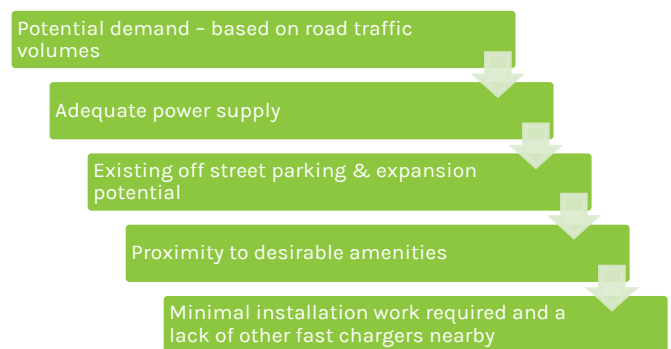 Potential demand – based on road traffic
volumes
Adequate power supply
Existing off street parking & expansion
potential
Proximity to desirable amenities
Minimal installation work required and a
lack of other fast chargers nearby